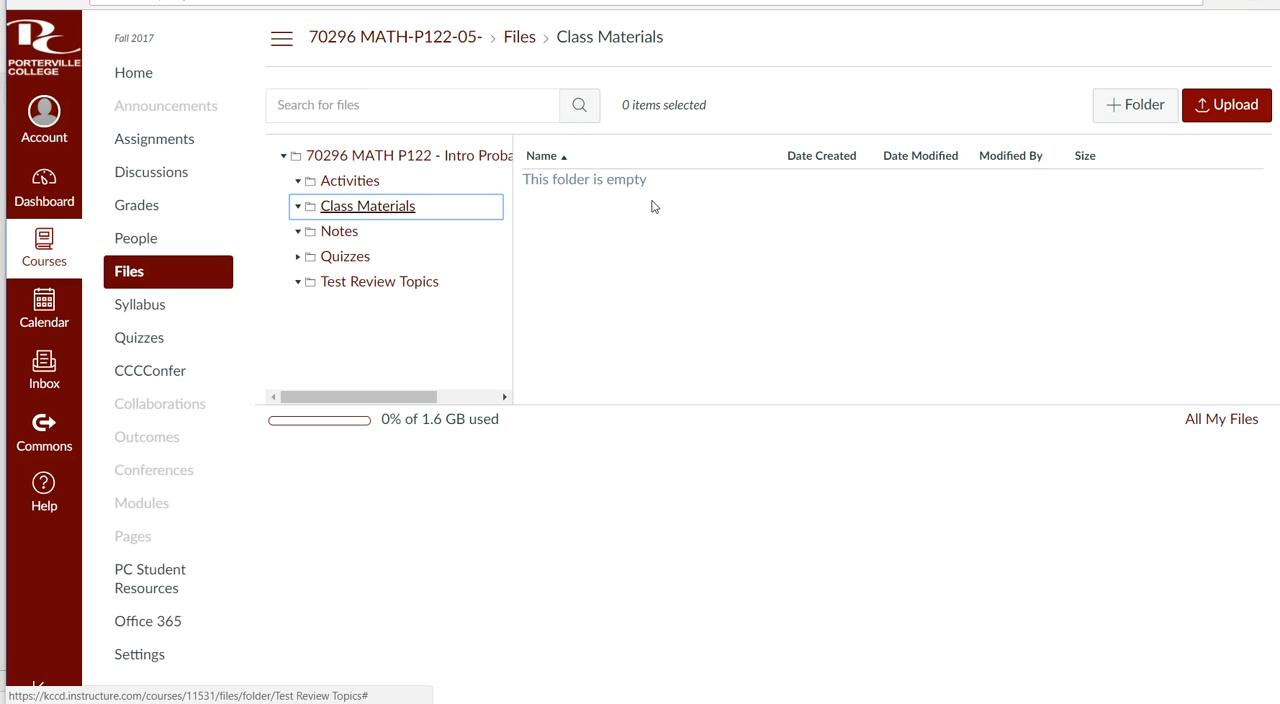 PORTERVILLE
COLLEGE
Account
Dashboard
Courses
Calendar
Inbox
Commons
Help
Fall 2017
Home
Announcements
Assignments
Discussions
Grades
People
Files
Syllabus
Quizzes
CCCConfer
Collaborations
Outcomes
Conferences
Modules
Pages
PC Student
Resources
Office 365
Settings
70296 MATH-P122-05- > Files > Class Materials
Search for files
0 items selected
+ Folder
Upload
70296 MATH P122 - Intro Proba
Activities
Class Materials
Notes
Quizzes
Test Review Topics
Name Date Created Date Modified Modified By Size
This folder is empty
0% of 1.6 GB used
All My Files
https://kccd.instructure.com/courses/11531/files/folder/Test Review Topics#